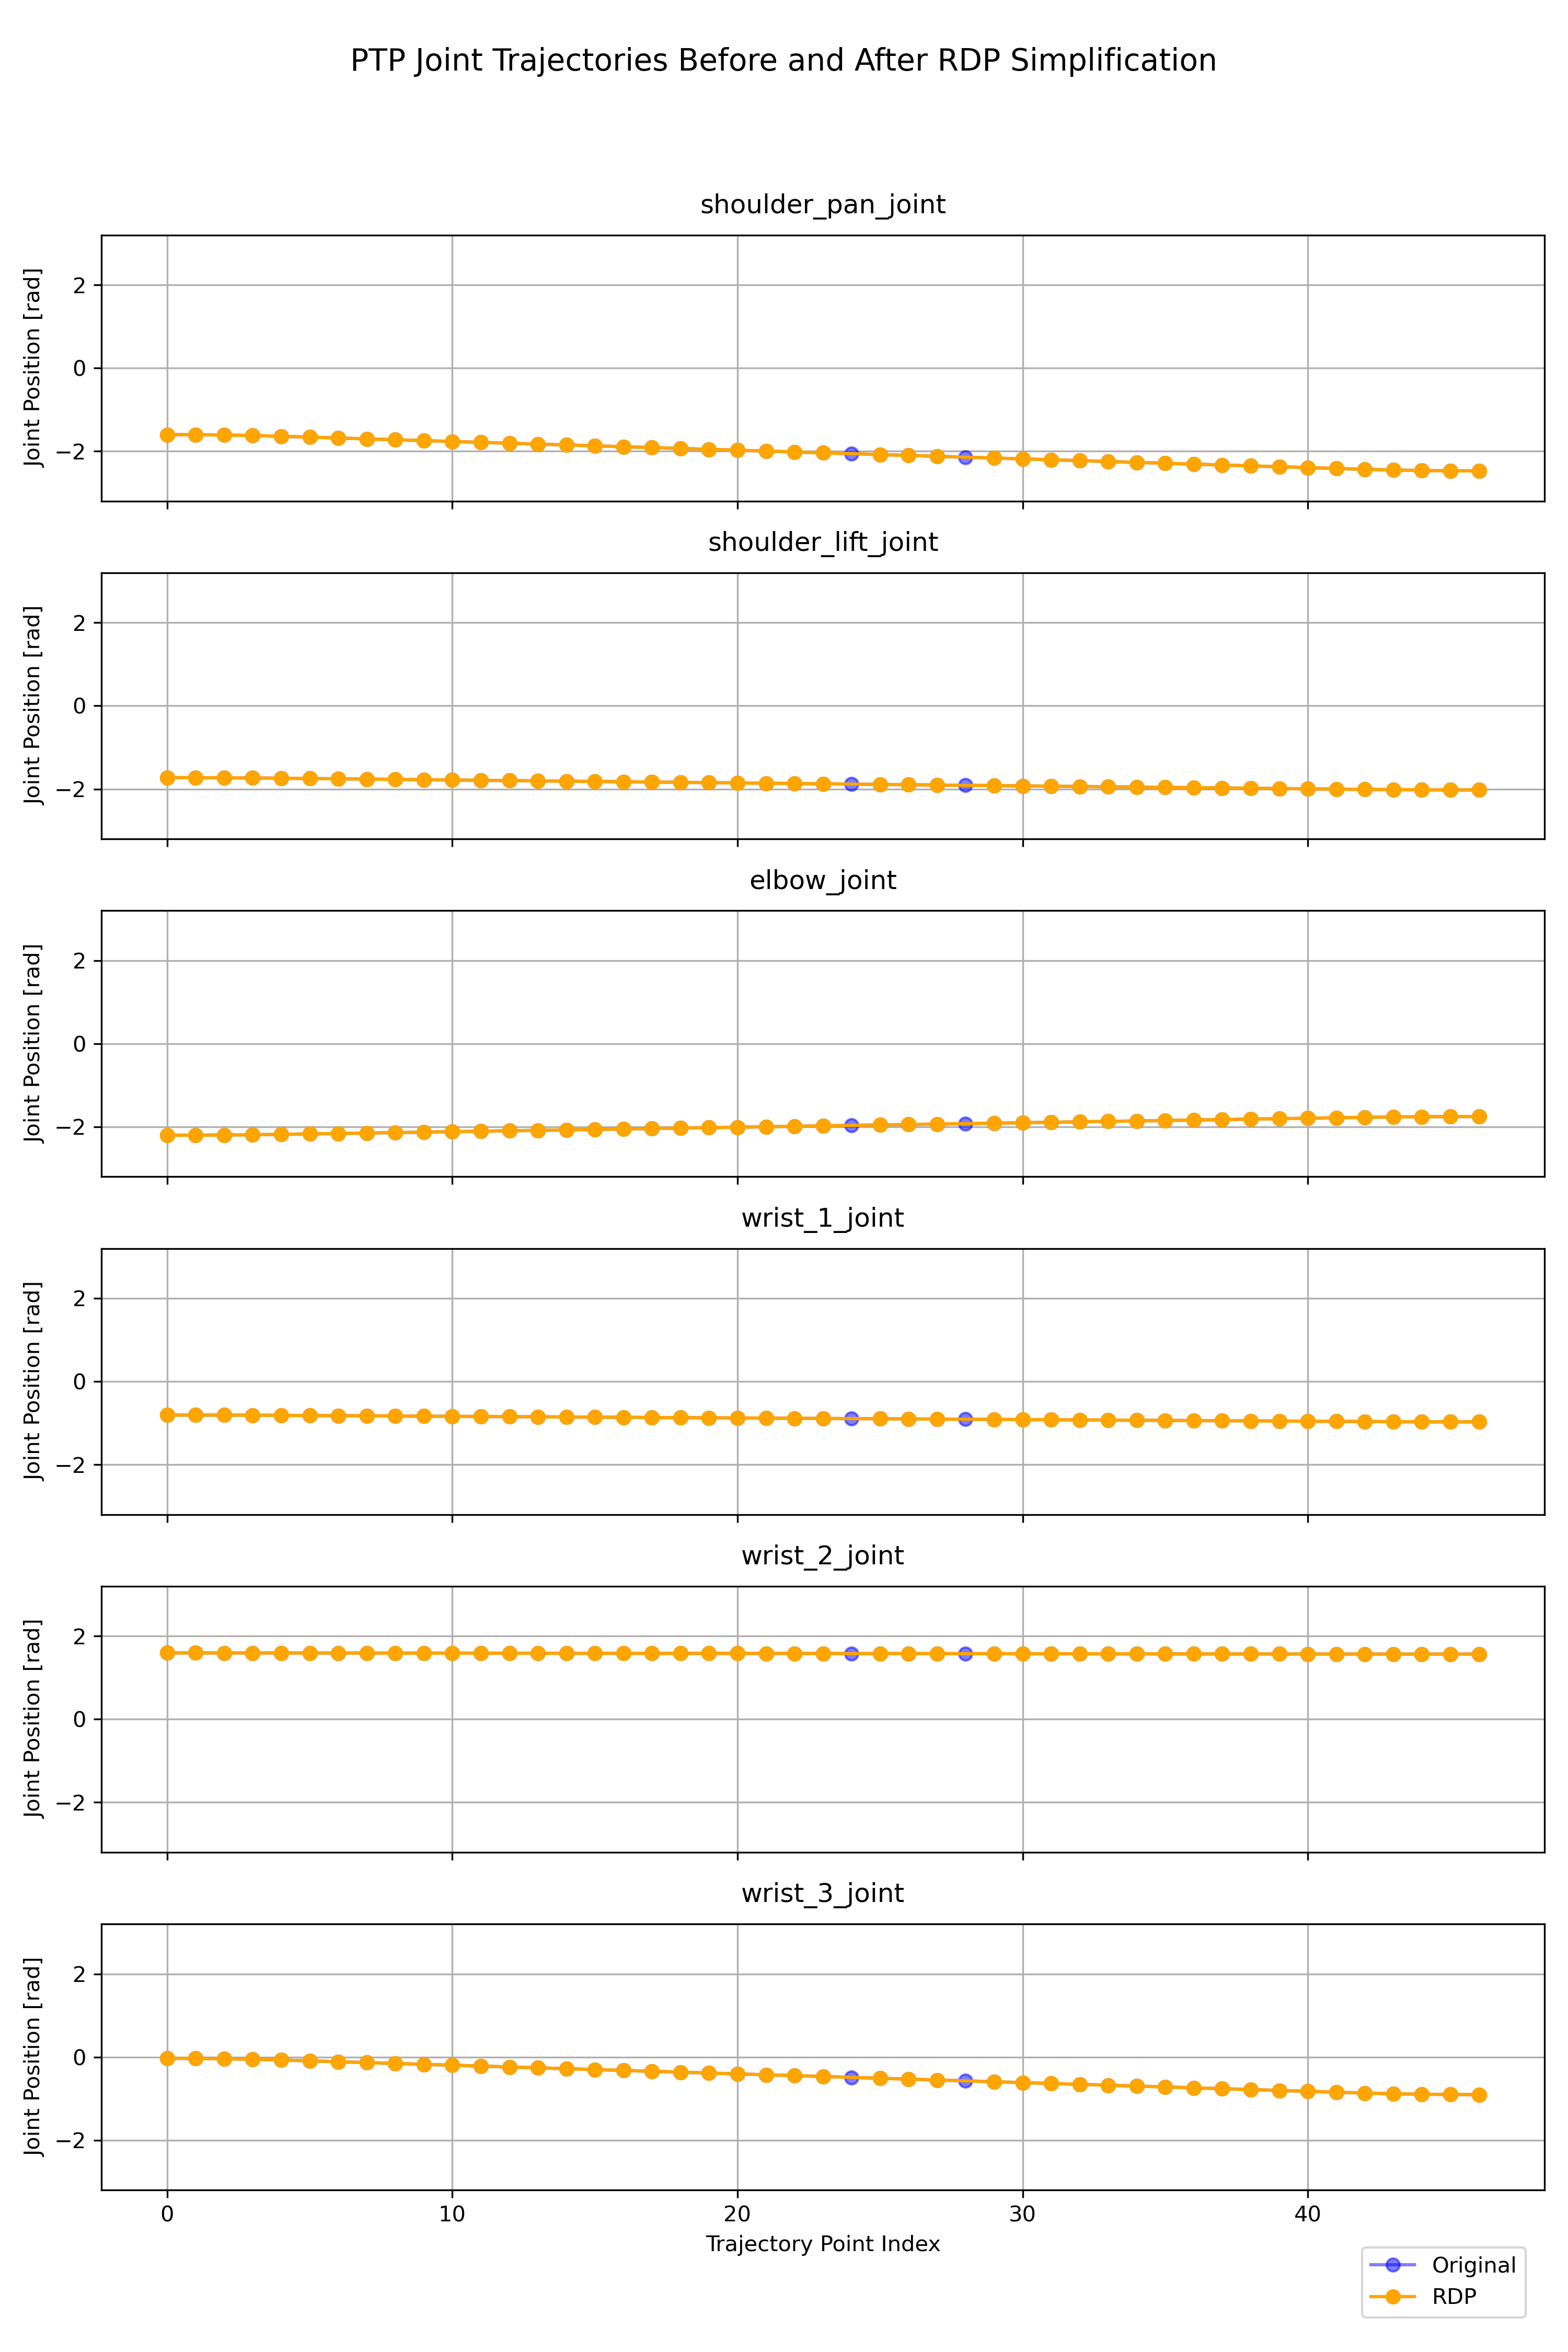 PTP Joint Trajectories Before and After RDP Simplification
shoulder_pan_joint
Joint Position [rad]
2
0
−2
shoulder_lift_joint
Joint Position [rad]
2
0
−2
elbow_joint
Joint Position [rad]
2
0
−2
wrist_1_joint
Joint Position [rad]
2
0
−2
wrist_2_joint
Joint Position [rad]
2
0
−2
wrist_3_joint
Joint Position [rad]
2
0
−2
0 10 20 30 40
Trajectory Point Index
Original
RDP